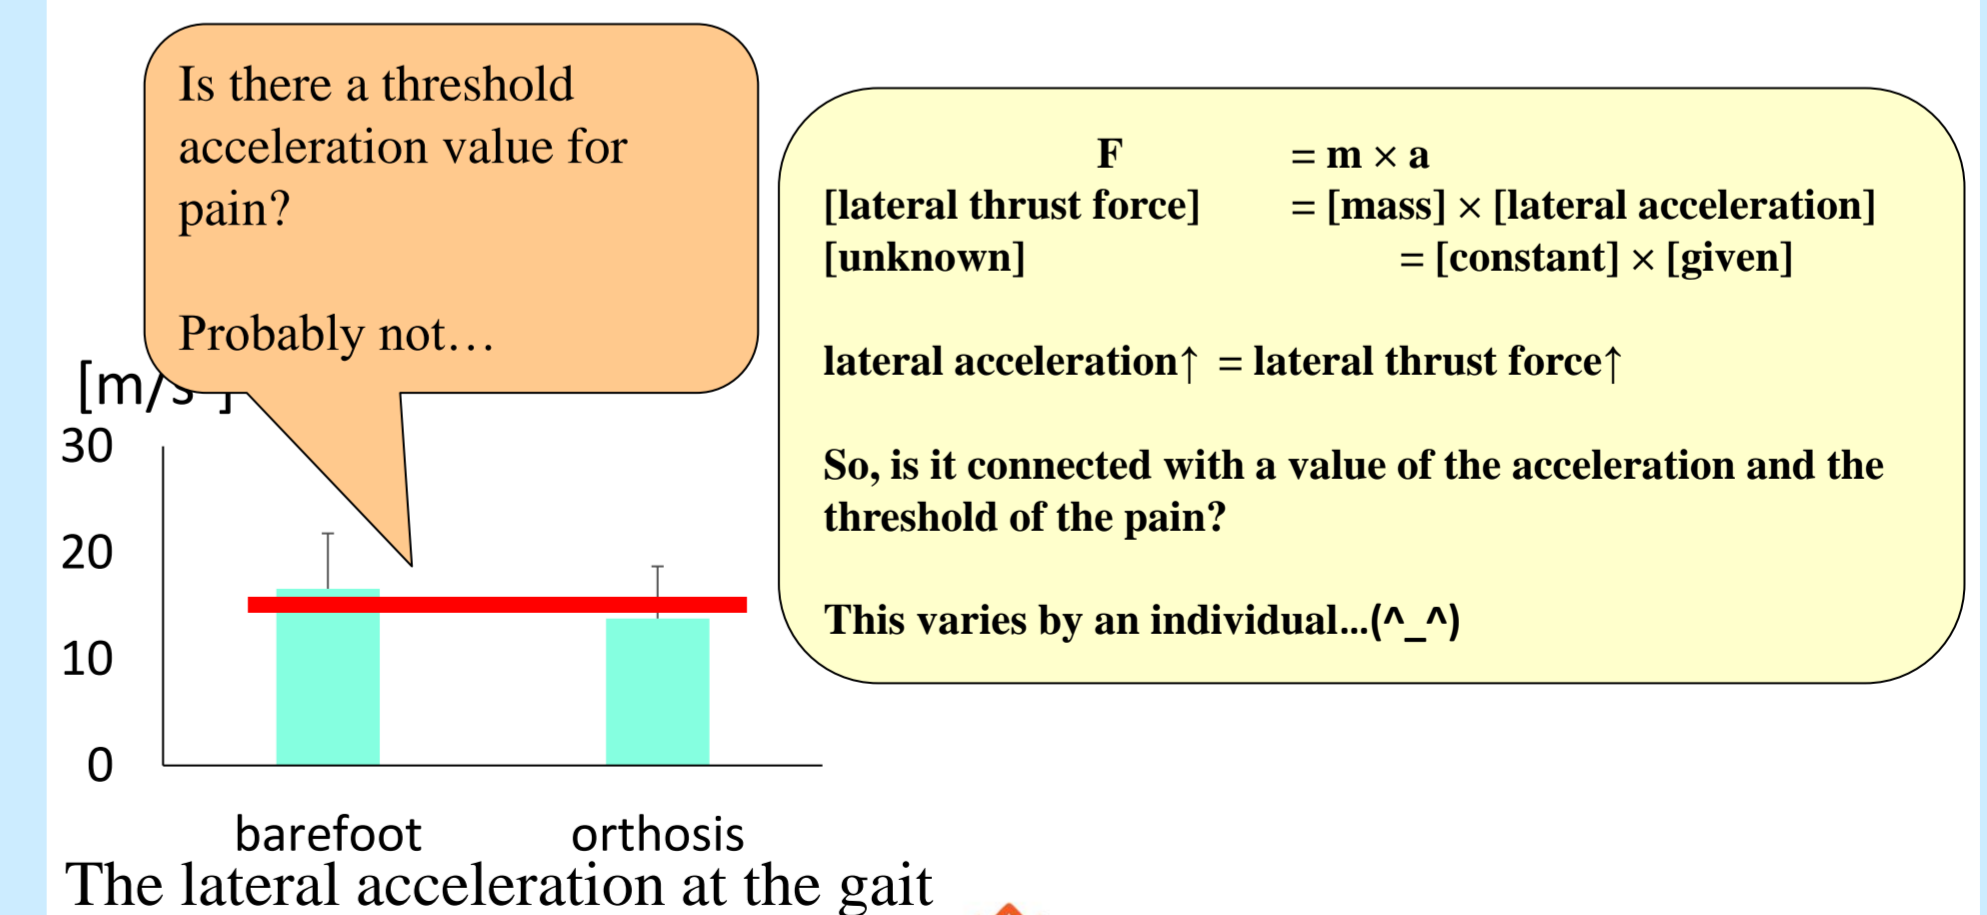 Is there a threshold
acceleration value for
pain?
Probably not…
F = m × a
[lateral thrust force] = [mass] × [lateral acceleration]
[unknown] = [constant] × [given]
lateral acceleration↑ = lateral thrust force↑
So, is it connected with a value of the acceleration and the
threshold of the pain?
This varies by an individual...(^_^)
30
20
10
0
barefoot orthosis
The lateral acceleration at the gait